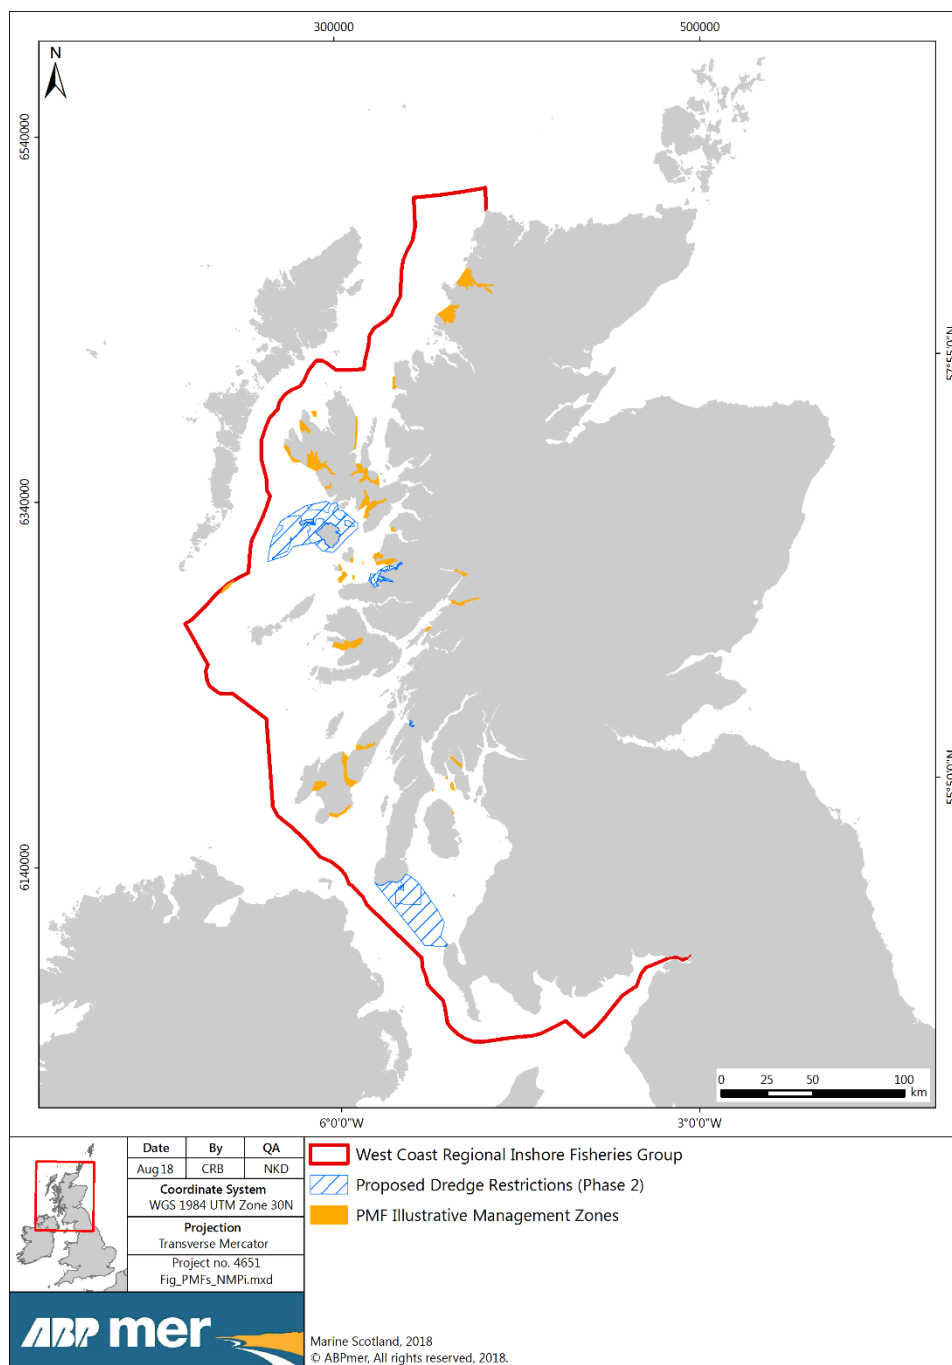 300000
500000
N
6540000
57°55'0"N
6340000
55°50'0"N
6140000
0 25 50 100
km
6°0'0"W
3°0'0"W
Date By QA
Aug 18 CRB NKD
Coordinate System
WGS 1984 UTM Zone 30N
Projection
Transverse Mercator
Project no. 4651
Fig_PMFs_NMPi.mxd
West Coast Regional Inshore Fisheries Group
Proposed Dredge Restrictions (Phase 2)
PMF Illustrative Management Zones
ABPmer
Marine Scotland, 2018
© ABPmer, All rights reserved, 2018.